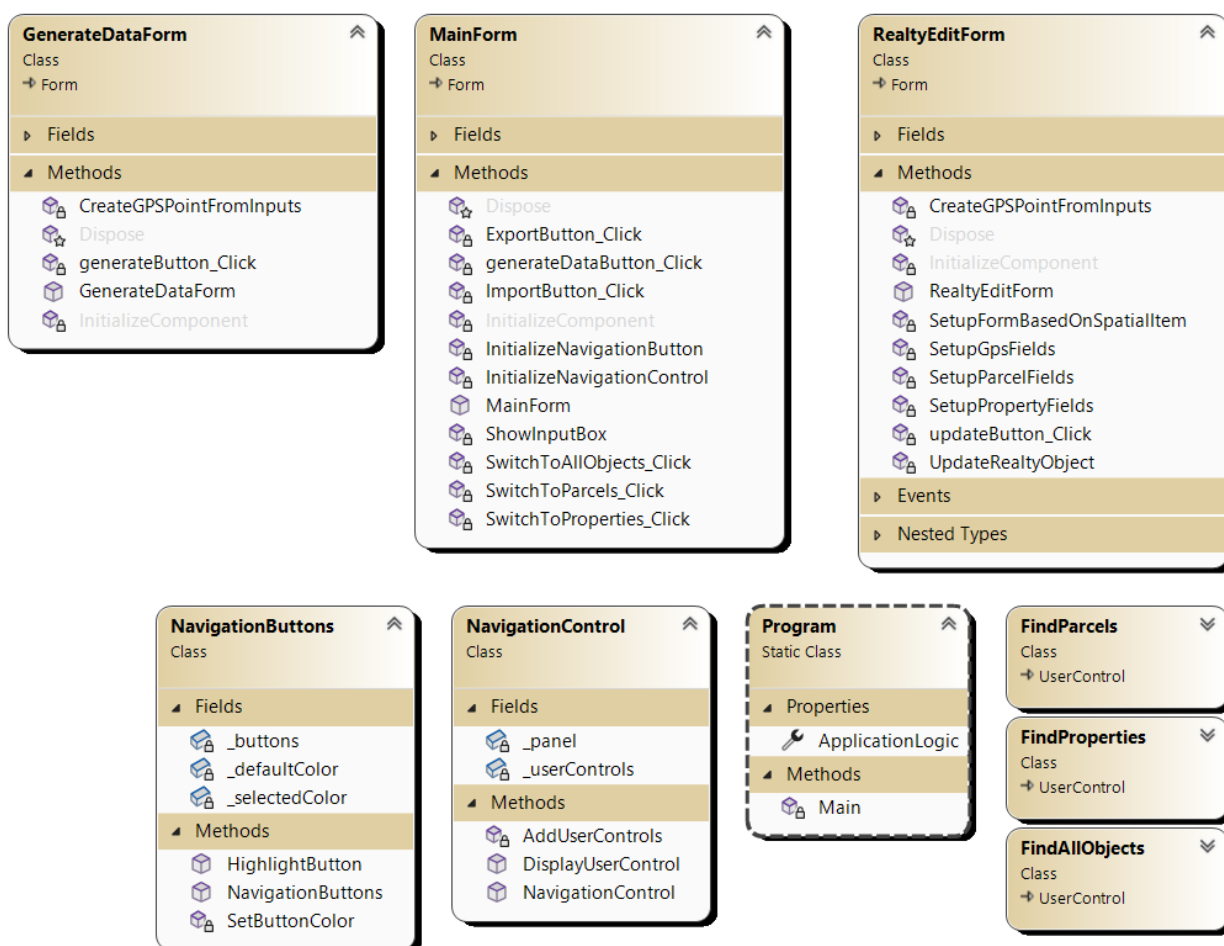 GenerateDataForm
Class
Form
Fields
Methods
CreateGPSPointFromInputs
Dispose
generateButton_Click
GenerateDataForm
InitializeComponent
MainForm
Class
Form
Fields
Methods
Dispose
ExportButton_Click
generateDataButton_Click
ImportButton_Click
InitializeComponent
InitializeNavigationButton
InitializeNavigationControl
MainForm
ShowInputBox
SwitchToAllObjects_Click
SwitchToParcels_Click
SwitchToProperties_Click
RealtyEditForm
Class
Form
Fields
Methods
CreateGPSPointFromInputs
Dispose
InitializeComponent
RealtyEditForm
SetupFormBasedOnSpatialItem
SetupGpsFields
SetupParcelFields
SetupPropertyFields
updateButton_Click
UpdateRealtyObject
Events
Nested Types
NavigationButtons
Class
Fields
_buttons
_defaultColor
_selectedColor
Methods
HighlightButton
NavigationButtons
SetButtonColor
NavigationControl
Class
Fields
_panel
_userControls
Methods
AddUserControls
DisplayUserControl
NavigationControl
Program
Static Class
Properties
ApplicationLogic
Methods
Main
FindParcels
Class
UserControl
FindProperties
Class
UserControl
FindAllObjects
Class
UserControl